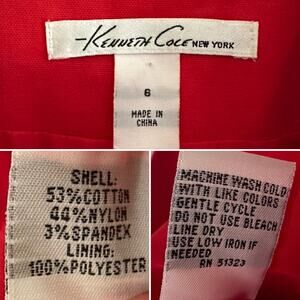 KENNETH COLE NEW YORK
6
MADE IN
CHINA
SHELL:
53%COTTON
44%NYLON
3%SPANDEX
LINING:
100%POLYESTER
MACHINE WASH COLD
WITH LIKE COLORS
GENTLE CYCLE
DO NOT USE BLEACH
LINE DRY
USE LOW IRON IF
NEEDED
RN 51323